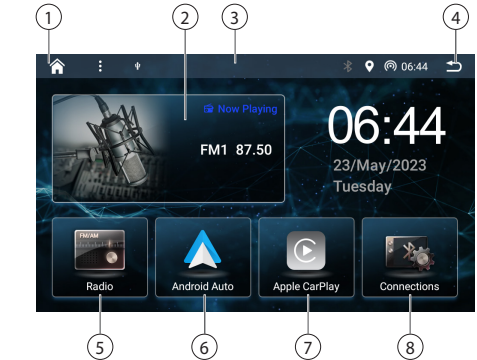 1 2 3 4
06:44
Now Playing
FM1 87.50
06:44
23/May/2023
Tuesday
FM/AM
Radio Android Auto Apple CarPlay Connections
5 6 7 8